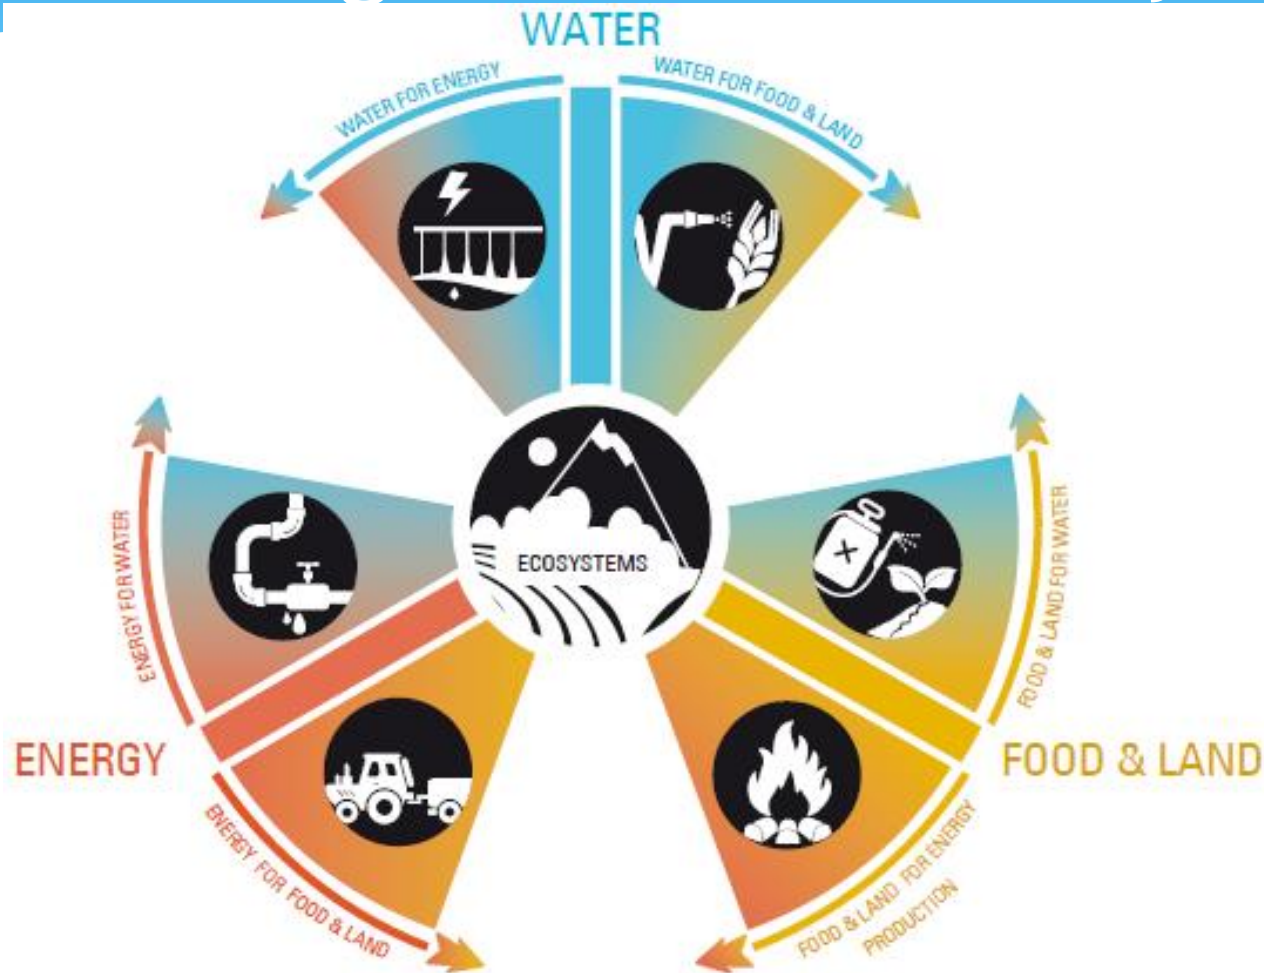 WATER
WATER FOR ENERGY
WATER FOR FOOD & LAND
ECOSYSTEMS
ENERGY FOR WATER
FOOD & LAND FOR WATER
ENERGY
FOOD & LAND
ENERGY FOR FOOD & LAND
FOOD & LAND FOR ENERGY
PRODUCTION